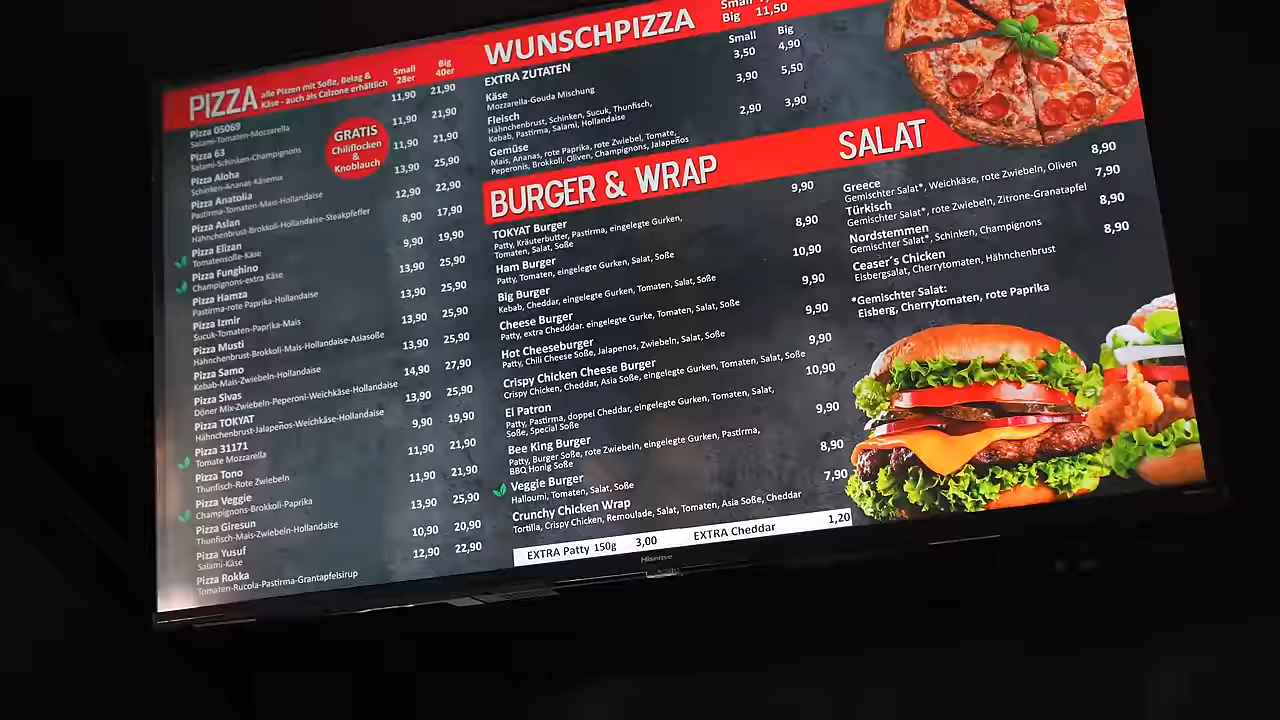 PIZZA
alle Pizzen mit Soße, Belag &
Käse - auch als Calzone erhältlich
Small
28er
Big
40er
GRATIS
Chiliflocken
&
Knoblauch
Pizza 05069
Salami-Tomaten-Mozzarella
11,90 21,90
Pizza 63
Salami-Schinken-Champignons
11,90 21,90
Pizza Aloha
Schinken-Ananas-Käsemix
11,90 21,90
Pizza Anatolia
Pastirma-Tomaten-Mais-Hollandaise
13,90 25,90
Pizza Aslan
Hähnchenbrust-Brokkoli-Hollandaise-Steakpfeffer
12,90 22,90
Pizza Elizan
Tomatensoße-Käse
8,90 17,90
Pizza Funghino
Champignons-extra Käse
9,90 19,90
Pizza Hamza
Pastirma-rote Paprika-Hollandaise
13,90 25,90
Pizza Izmir
Sucuk-Tomaten-Paprika-Mais
13,90 25,90
Pizza Musti
Hähnchenbrust-Brokkoli-Mais-Hollandaise-Asiasoße
13,90 25,90
Pizza Samo
Kebab-Mais-Zwiebeln-Hollandaise
13,90 25,90
Pizza Sivas
Döner Mix-Zwiebeln-Peperoni-Weichkäse-Hollandaise
14,90 27,90
Pizza TOKYAT
Hähnchenbrust-Jalapeños-Weichkäse-Hollandaise
13,90 25,90
Pizza 31171
Tomate Mozzarella
9,90 19,90
Pizza Tono
Thunfisch-Rote Zwiebeln
11,90 21,90
Pizza Veggie
Champignons-Brokkoli-Paprika
11,90 21,90
Pizza Giresun
Thunfisch-Mais-Zwiebeln-Hollandaise
13,90 25,90
Pizza Yusuf
Salami-Käse
10,90 20,90
Pizza Rokka
Tomaten-Rucola-Pastirma-Grantapfelsirup
12,90 22,90
WUNSCHPIZZA
Small
Big 11,50
EXTRA ZUTATEN
Small Big
Käse
Mozzarella-Gouda Mischung
3,50 4,90
Fleisch
Hähnchenbrust, Schinken, Sucuk, Thunfisch,
Kebab, Pastirma, Salami, Hollandaise
3,90 5,50
Gemüse
Mais, Ananas, rote Paprika, rote Zwiebel, Tomate,
Peperonis, Brokkoli, Oliven, Champignons, Jalapeños
2,90 3,90
BURGER & WRAP
TOKYAT Burger
Patty, Kräuterbutter, Pastirma, eingelegte Gurken,
Tomaten, Salat, Soße
9,90
Ham Burger
Patty, Tomaten, eingelegte Gurken, Salat, Soße
8,90
Big Burger
Kebab, Cheddar, eingelegte Gurken, Tomaten, Salat, Soße
10,90
Cheese Burger
Patty, extra Chedddar. eingelegte Gurke, Tomaten, Salat, Soße
9,90
Hot Cheeseburger
Patty, Chili Cheese Soße, Jalapenos, Zwiebeln, Salat, Soße
9,90
Crispy Chicken Cheese Burger
Crispy Chicken, Cheddar, Asia Soße, eingelegte Gurken, Tomaten, Salat, Soße
9,90
El Patron
Patty, Pastirma, doppel Cheddar, eingelegte Gurken, Tomaten, Salat,
Soße, Special Soße
10,90
Bee King Burger
Patty, Burger Soße, rote Zwiebeln, eingelegte Gurken, Pastirma,
BBQ Honig Soße
9,90
Veggie Burger
Halloumi, Tomaten, Salat, Soße
8,90
Crunchy Chicken Wrap
Tortilla, Crispy Chicken, Remoulade, Salat, Tomaten, Asia Soße, Cheddar
7,90
EXTRA Patty 150g 3,00 EXTRA Cheddar 1,20
SALAT
Greece
Gemischter Salat*, Weichkäse, rote Zwiebeln, Oliven
8,90
Türkisch
Gemischter Salat*, rote Zwiebeln, Zitrone-Granatapfel
7,90
Nordstemmen
Gemischter Salat*, Schinken, Champignons
8,90
Ceaser´s Chicken
Eisbergsalat, Cherrytomaten, Hähnchenbrust
8,90
*Gemischter Salat:
Eisberg, Cherrytomaten, rote Paprika
Hisense